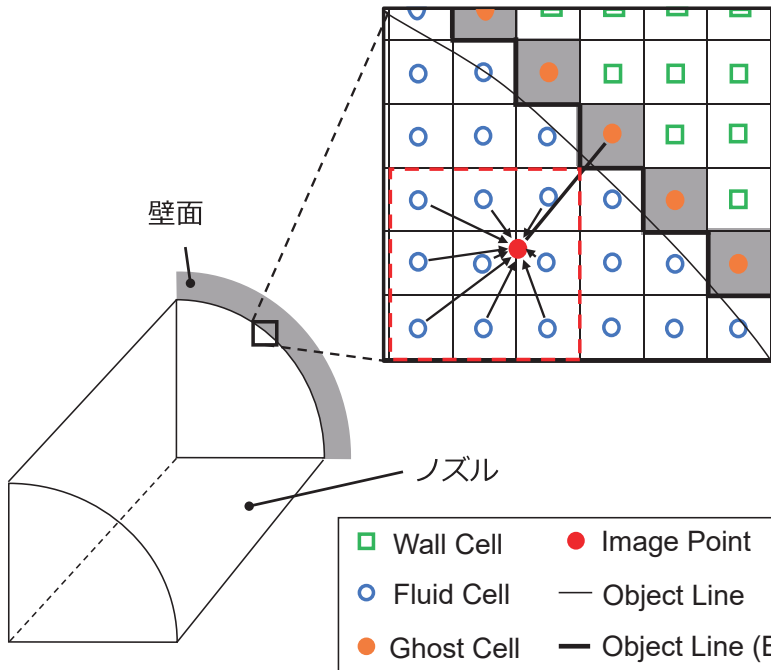 壁面
ノズル
Wall Cell
Image Point
Fluid Cell
Object Line
Ghost Cell
Object Line (E